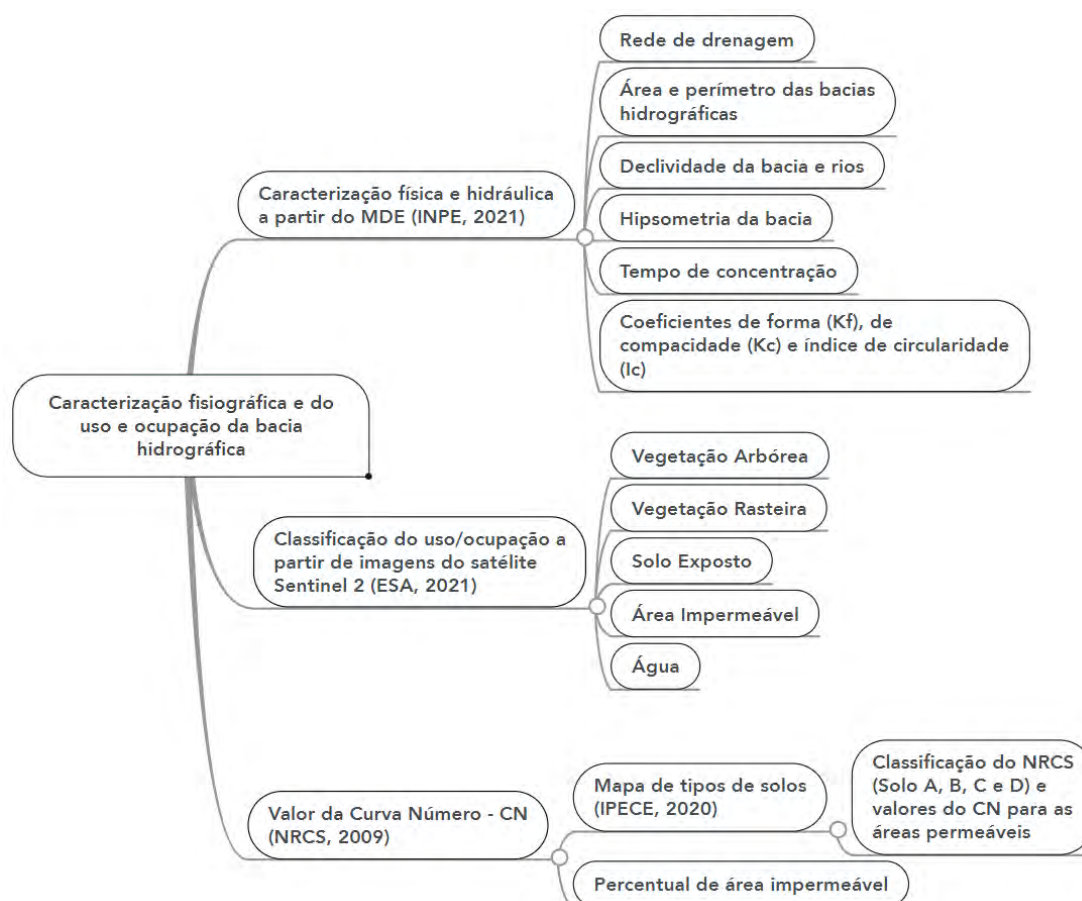 Caracterização fisiográfica e do
uso e ocupação da bacia
hidrográfica
Caracterização física e hidráulica
a partir do MDE (INPE, 2021)
Rede de drenagem
Área e perímetro das bacias
hidrográficas
Declividade da bacia e rios
Hipsometria da bacia
Tempo de concentração
Coeficientes de forma (Kf), de
compacidade (Kc) e índice de circularidade
(Ic)
Classificação do uso/ocupação a
partir de imagens do satélite
Sentinel 2 (ESA, 2021)
Vegetação Arbórea
Vegetação Rasteira
Solo Exposto
Área Impermeável
Água
Valor da Curva Número - CN
(NRCS, 2009)
Mapa de tipos de solos
(IPECE, 2020)
Classificação do NRCS
(Solo A, B, C e D) e
valores do CN para as
áreas permeáveis
Percentual de área impermeável